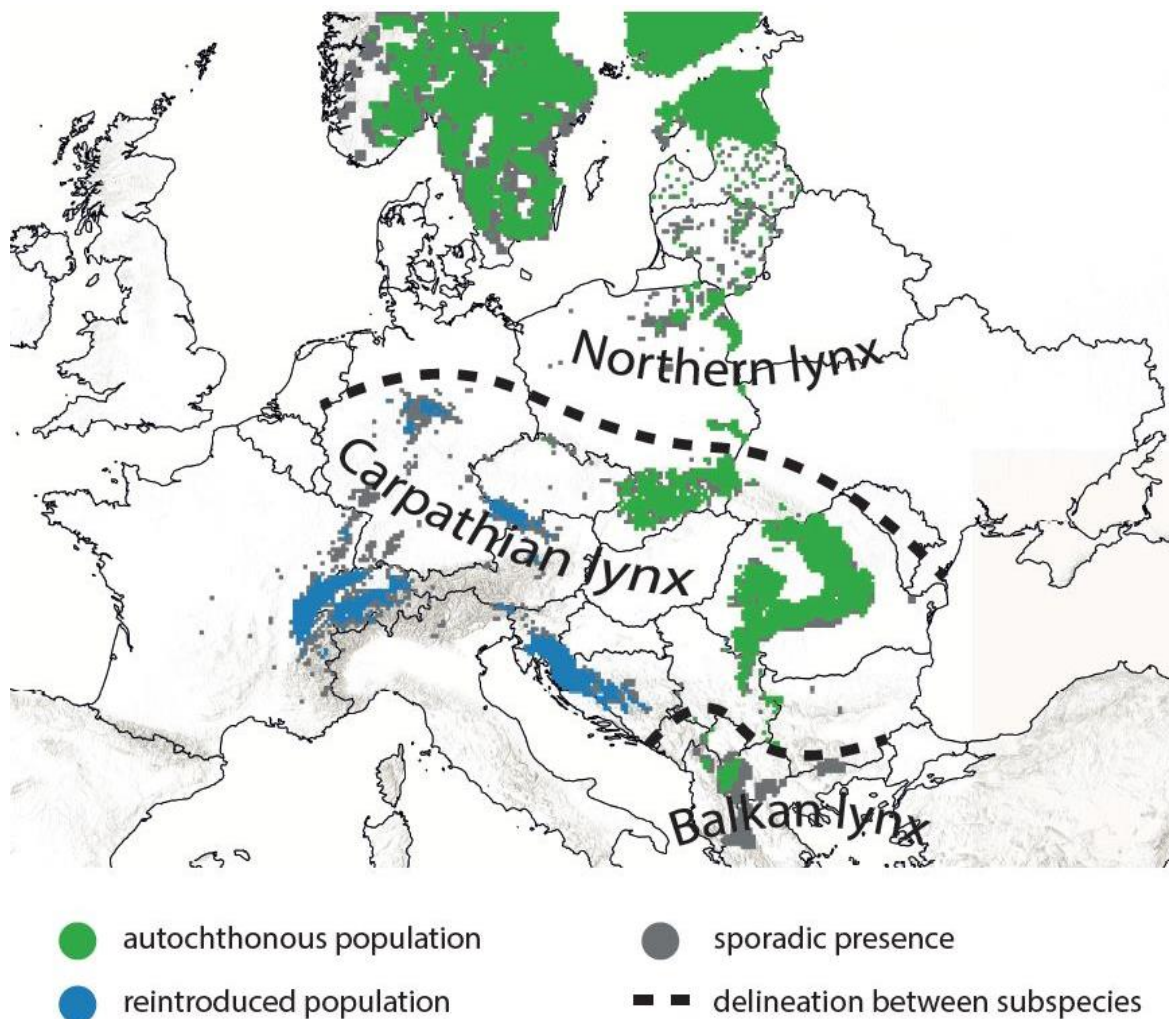 Northern lynx
Carpathian lynx
Balkan lynx
autochthonous population
sporadic presence
reintroduced population
delineation between subspecies